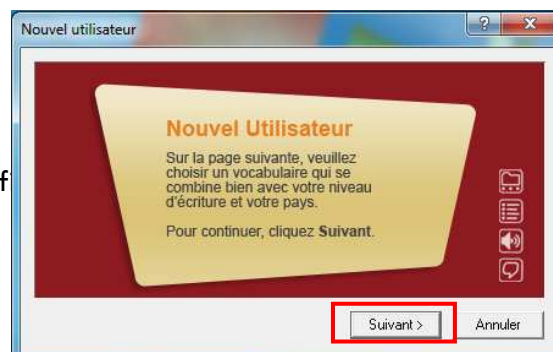 Nouvel utilisateur
Nouvel Utilisateur
Sur la page suivante, veuillez
choisir un vocabulaire qui se
combine bien avec votre niveau
d'écriture et votre pays.
Pour continuer, cliquez Suivant.
Suivant > Annuler